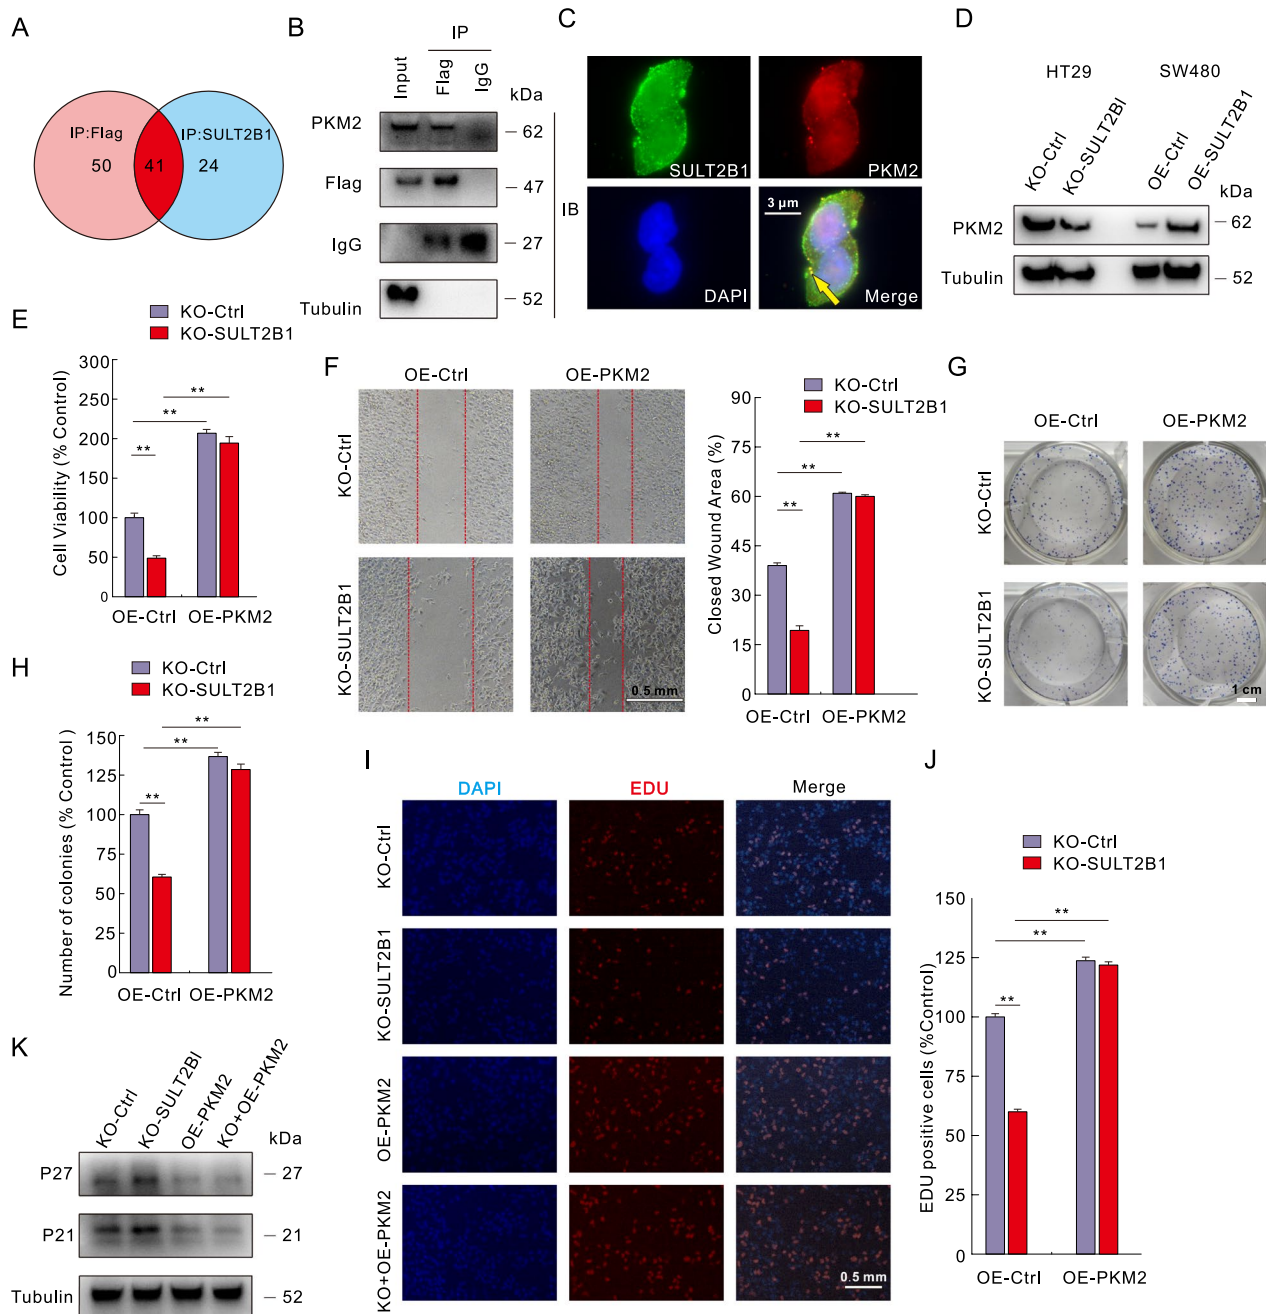 A
IP:Flag
IP:SULT2B1
50
41
24
B
IP
Input
Flag
IgG
kDa
PKM2
62
Flag
47
IgG
27
Tubulin
52
IB
C
SULT2B1
PKM2
DAPI
3 μm
Merge
D
HT29
SW480
KO-Ctrl
KO-SULT2BI
OE-Ctrl
OE-SULT2B1
kDa
PKM2
62
Tubulin
52
E
KO-Ctrl
KO-SULT2B1
Cell Viability (% Control)
300
250
200
150
100
50
0
**
**
**
OE-Ctrl
OE-PKM2
F
OE-Ctrl
OE-PKM2
KO-Ctrl
KO-SULT2B1
0.5 mm
KO-Ctrl
KO-SULT2B1
Closed Wound Area (%)
90
75
60
45
30
15
0
**
**
**
OE-Ctrl
OE-PKM2
G
OE-Ctrl
OE-PKM2
KO-Ctrl
KO-SULT2B1
1 cm
H
KO-Ctrl
KO-SULT2B1
Number of colonies (% Control )
150
125
100
75
50
25
0
**
**
**
OE-Ctrl
OE-PKM2
I
DAPI
EDU
Merge
KO-Ctrl
KO-SULT2B1
OE-PKM2
KO+OE-PKM2
0.5 mm
J
KO-Ctrl
KO-SULT2B1
EDU positive cells (%Control)
150
125
100
75
50
25
0
**
**
**
OE-Ctrl
OE-PKM2
K
KO-Ctrl
KO-SULT2BI
OE-PKM2
KO+OE-PKM2
kDa
P27
27
P21
21
Tubulin
52